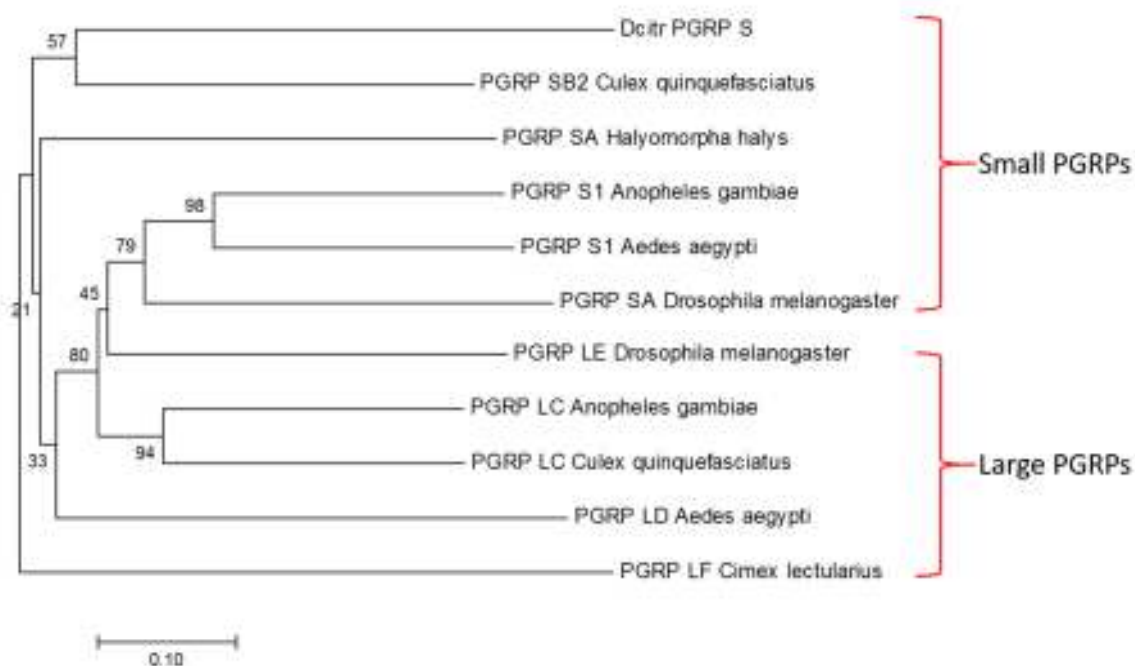 57
Dcitr PGRP S
PGRP SB2 Culex quinquefasciatus
PGRP SA Halyomorpha halys
Small PGRPs
98
PGRP S1 Anopheles gambiae
79
PGRP S1 Aedes aegypti
45
21
PGRP SA Drosophila melanogaster
80
PGRP LE Drosophila melanogaster
PGRP LC Anopheles gambiae
94
33
PGRP LC Culex quinquefasciatus
Large PGRPs
PGRP LD Aedes aegypti
PGRP LF Cimex lectularius
0.10